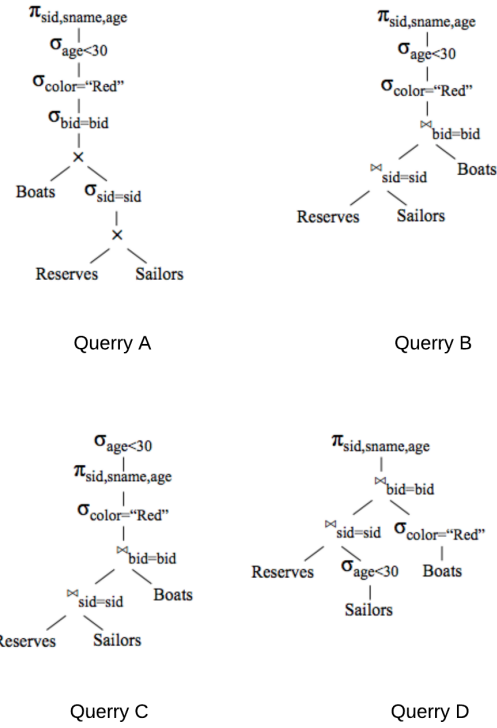 πsid,sname,age
σage<30
σcolor="Red"
σbid=bid
×
Boats σsid=sid
×
Reserves Sailors
Querry A
πsid,sname,age
σage<30
σcolor="Red"
⋈bid=bid
⋈sid=sid Boats
Reserves Sailors
Querry B
σage<30
πsid,sname,age
σcolor="Red"
⋈bid=bid
⋈sid=sid Boats
Reserves Sailors
Querry C
πsid,sname,age
⋈bid=bid
⋈sid=sid σcolor="Red"
Reserves σage<30 Boats
Sailors
Querry D